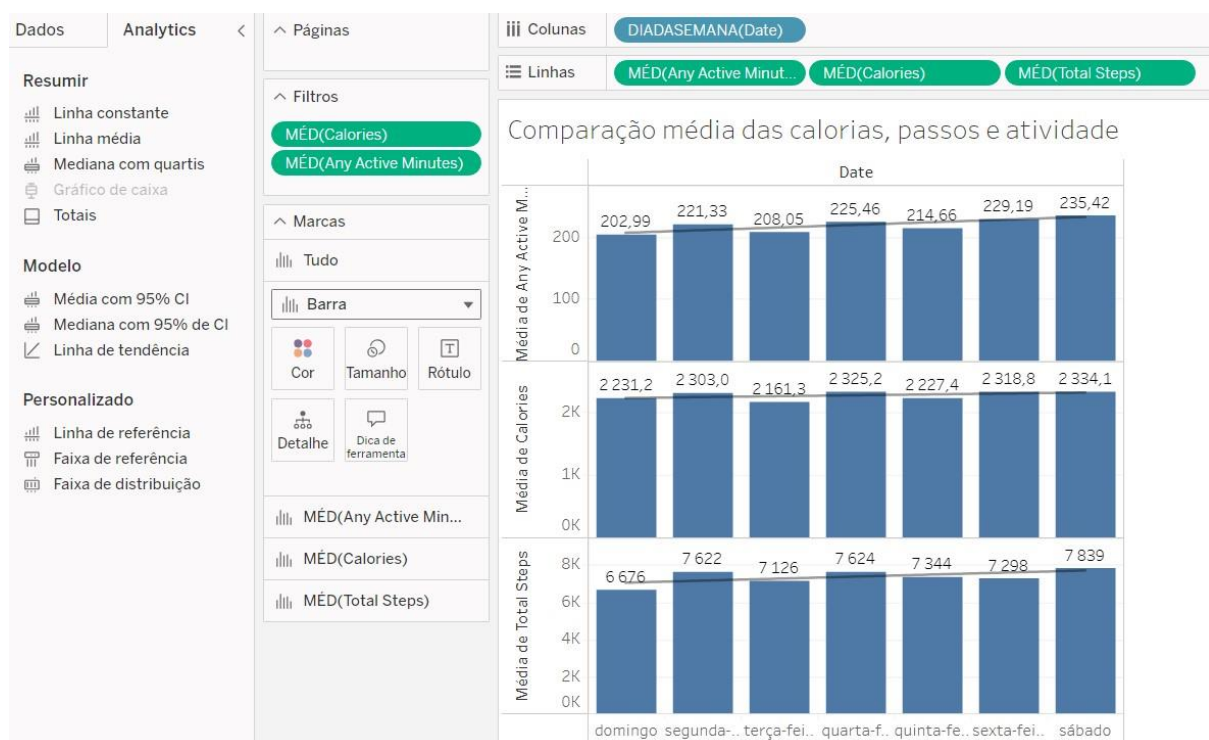 Dados
Analytics
<
Resumir
Linha constante
Linha média
Mediana com quartis
Gráfico de caixa
Totais
Modelo
Média com 95% CI
Mediana com 95% de CI
Linha de tendência
Personalizado
Linha de referência
Faixa de referência
Faixa de distribuição
Páginas
Filtros
MÉD(Calories)
MÉD(Any Active Minutes)
Marcas
Tudo
Barra
Cor
Tamanho
Rótulo
Detalhe
Dica de
ferramenta
MÉD(Any Active Min...
MÉD(Calories)
MÉD(Total Steps)
Colunas
DIADASEMANA(Date)
Linhas
MÉD(Any Active Minut...
MÉD(Calories)
MÉD(Total Steps)
Comparação média das calorias, passos e atividade
Date
Média de Any Active M...
200
100
0
202,99
221,33
208,05
225,46
214,66
229,19
235,42
Média de Calories
2K
1K
0K
2 231,2
2 303,0
2 161,3
2 325,2
2 227,4
2 318,8
2 334,1
Média de Total Steps
8K
6K
4K
2K
0K
6 676
7 622
7 126
7 624
7 344
7 298
7 839
domingo
segunda-..
terça-fei..
quarta-f..
quinta-fe..
sexta-fei..
sábado